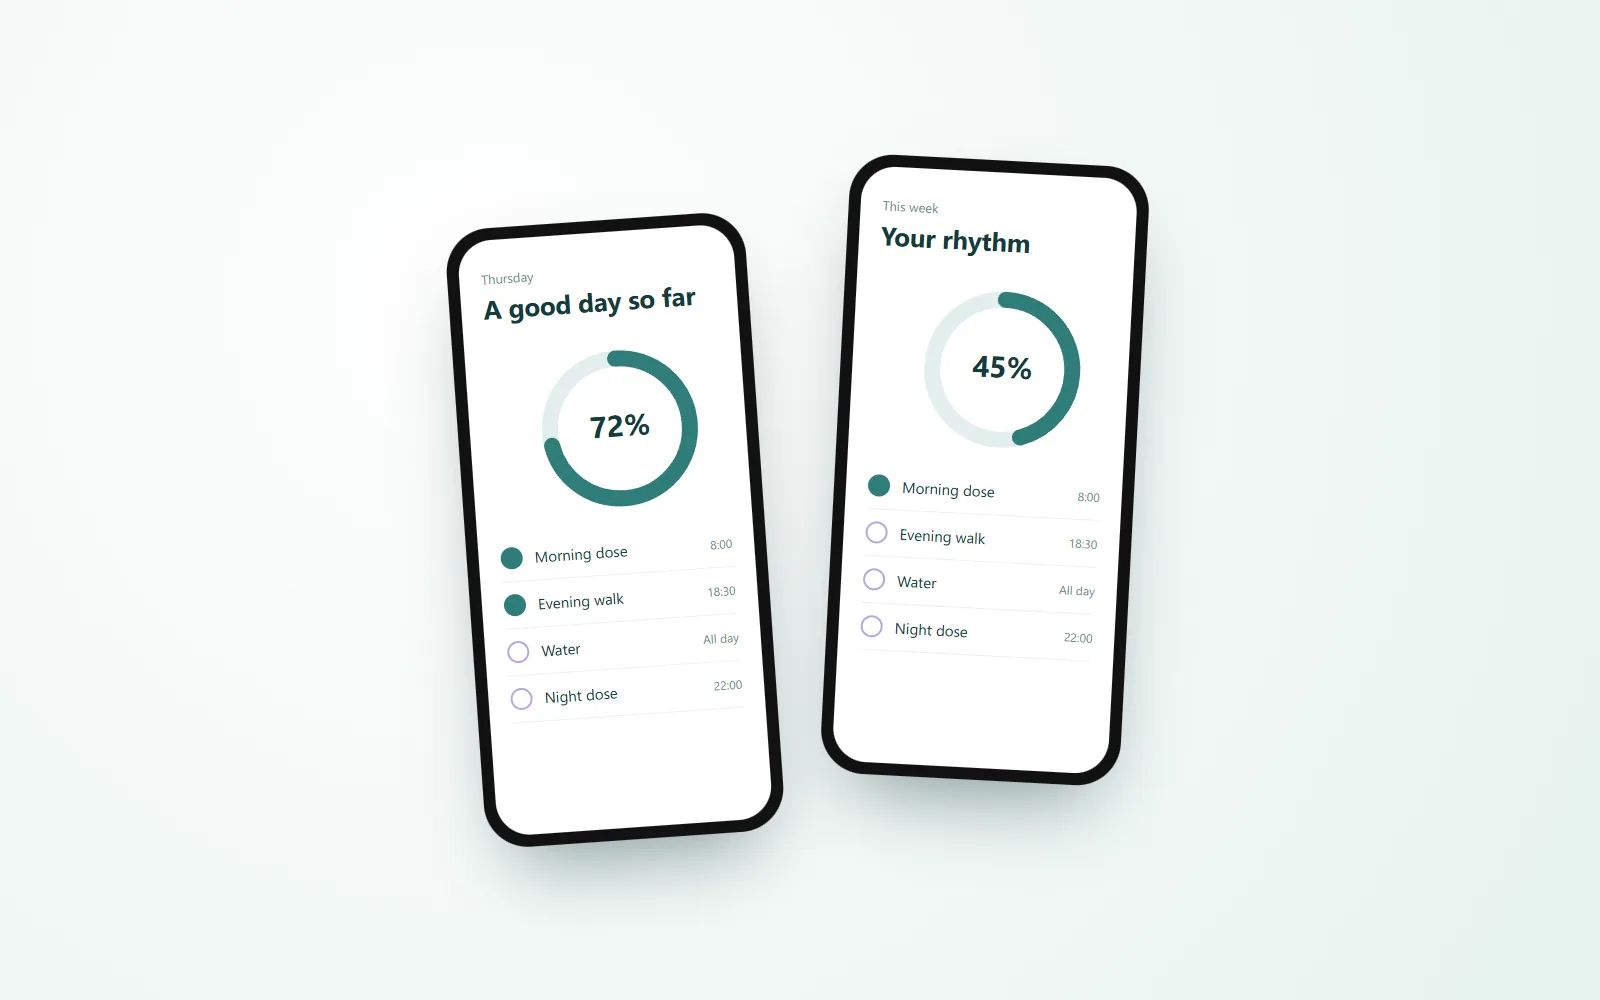 Thursday
A good day so far
72%
Morning dose 8:00
Evening walk 18:30
Water All day
Night dose 22:00
This week
Your rhythm
45%
Morning dose 8:00
Evening walk 18:30
Water All day
Night dose 22:00